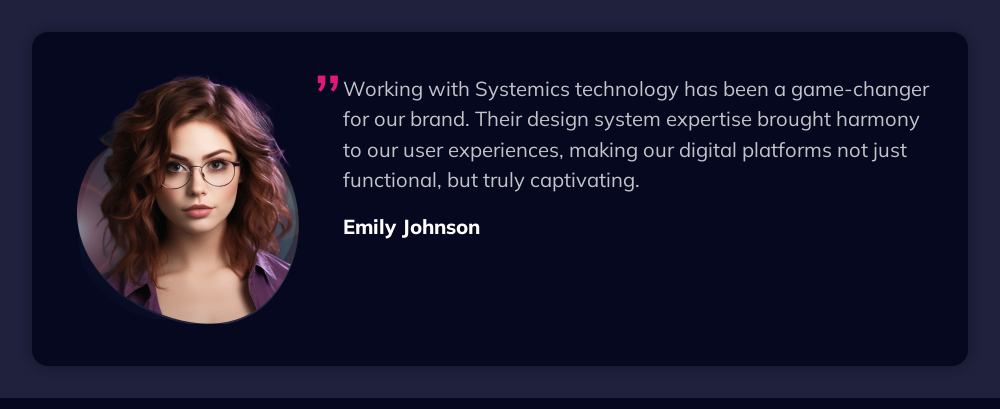 ”Working with Systemics technology has been a game-changer
for our brand. Their design system expertise brought harmony
to our user experiences, making our digital platforms not just
functional, but truly captivating.
Emily Johnson